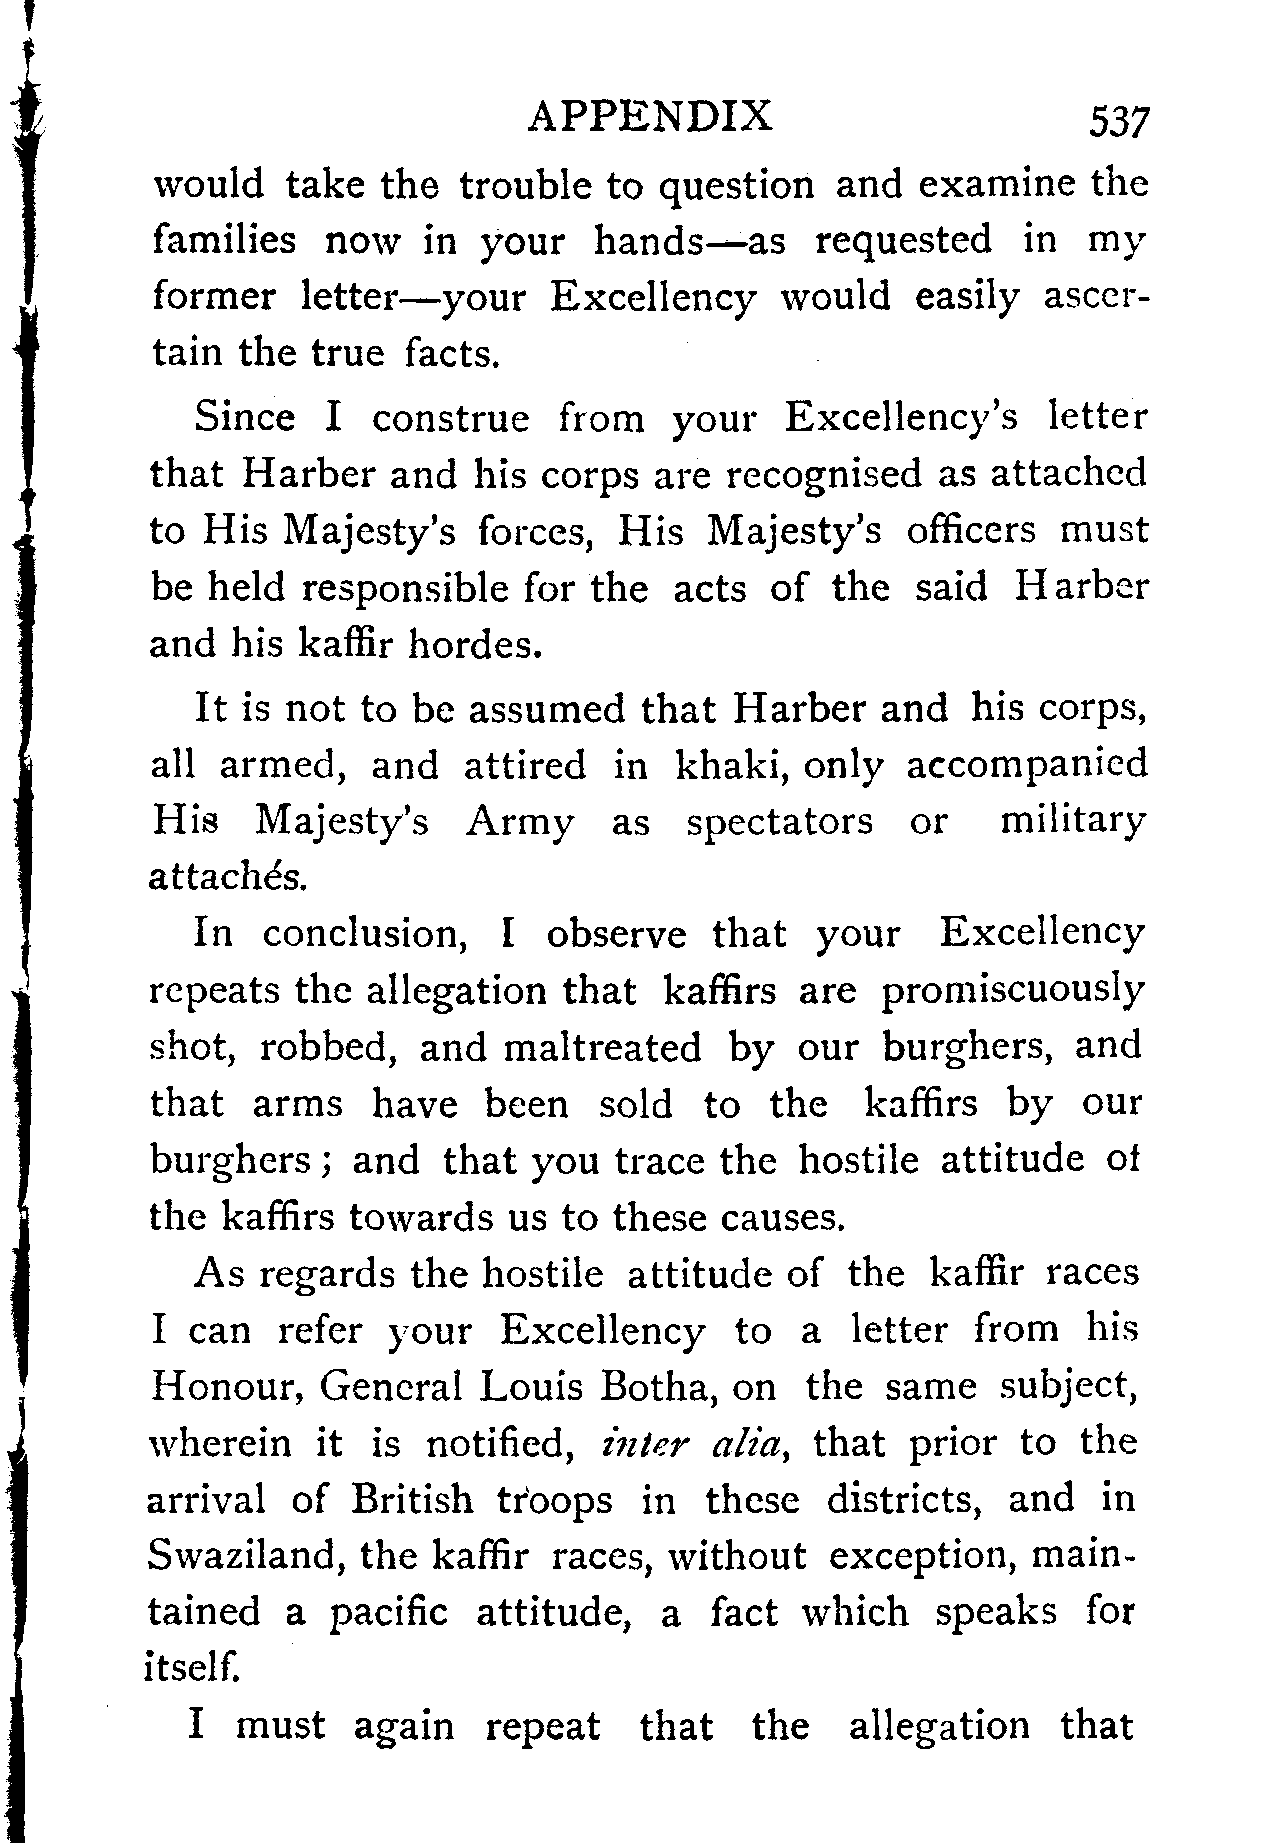 APPENDIX 537
would take the trouble to question and examine the
families now in your hands—as requested in my
former letter—your Excellency would easily ascer-
tain the true facts.
Since I construe from your Excellency's letter
that Harber and his corps are recognised as attached
to His Majesty's forces, His Majesty's officers must
be held responsible for the acts of the said Harber
and his kaffir hordes.
It is not to be assumed that Harber and his corps,
all armed, and attired in khaki, only accompanied
His Majesty's Army as spectators or military
attachés.
In conclusion, I observe that your Excellency
repeats the allegation that kaffirs are promiscuously
shot, robbed, and maltreated by our burghers, and
that arms have been sold to the kaffirs by our
burghers; and that you trace the hostile attitude of
the kaffirs towards us to these causes.
As regards the hostile attitude of the kaffir races
I can refer your Excellency to a letter from his
Honour, General Louis Botha, on the same subject,
wherein it is notified, inter alia, that prior to the
arrival of British troops in these districts, and in
Swaziland, the kaffir races, without exception, main-
tained a pacific attitude, a fact which speaks for
itself.
I must again repeat that the allegation that